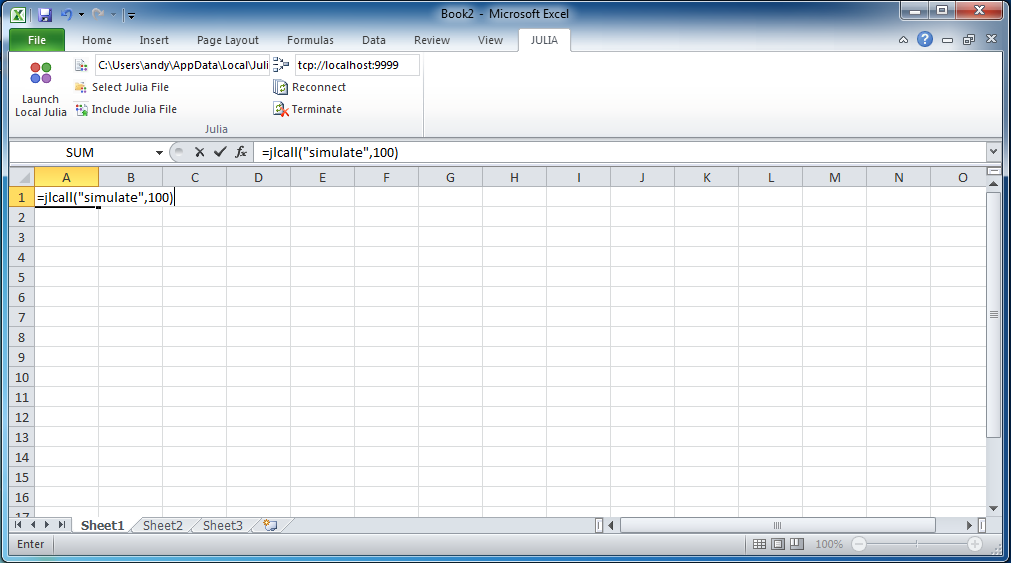 Book2 - Microsoft Excel
File Home Insert Page Layout Formulas Data Review View JULIA
C:\Users\andy\AppData\Local\Juli tcp://localhost:9999
Launch Local Julia
Select Julia File Reconnect
Include Julia File Terminate
Julia
SUM fx =jlcall("simulate",100)
A B C D E F G H I J K L M N O
1 =jlcall("simulate",100)
2
3
4
5
6
7
8
9
10
11
12
13
14
15
16
17
Sheet1 Sheet2 Sheet3
Enter 100%